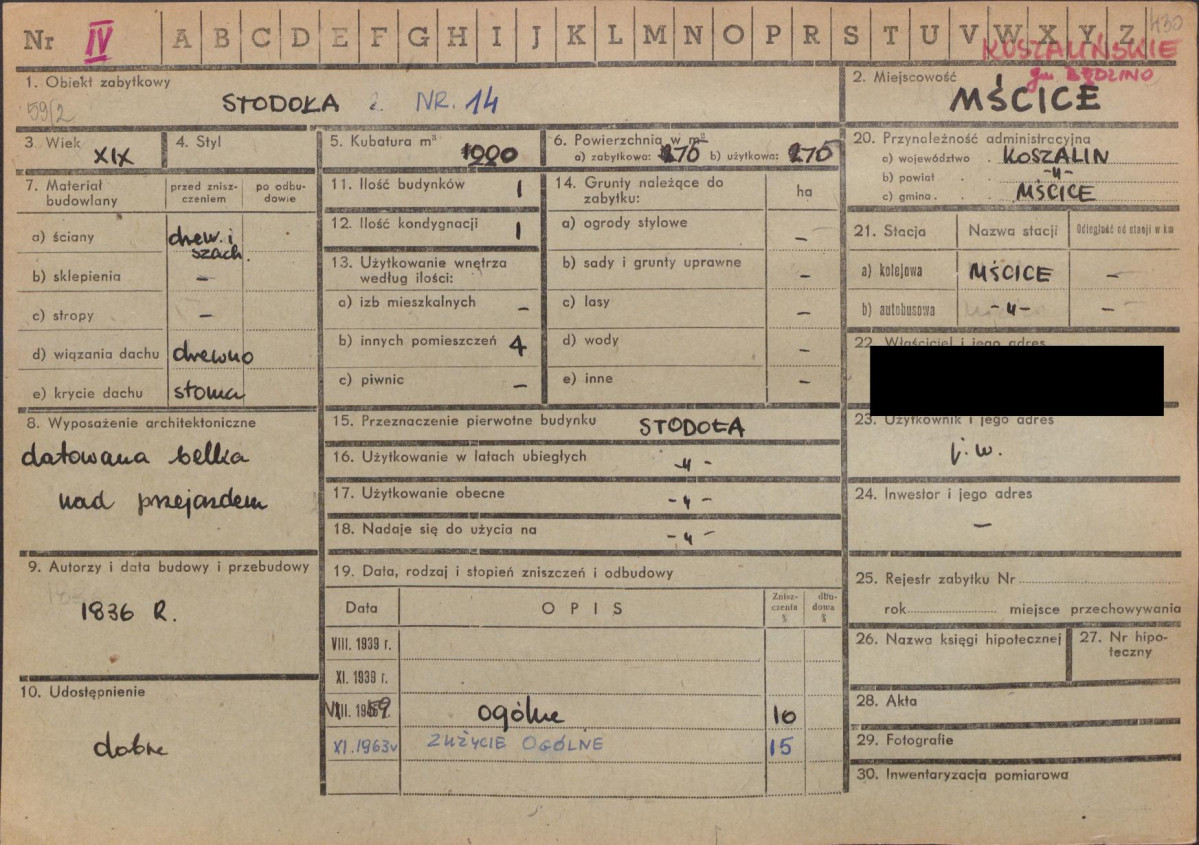 Nr IV A B C D E F G H I J K L M N O P R S T U V W X Y Z 430
KOSZALIŃSKIE
gm BĘDZINO
1. Obiekt zabytkowy
59/2
STODOŁA NR. 14
2. Miejscowość
MŚCICE
3. Wiek XIX
4. Styl
5. Kubatura m³ 1000
6. Powierzchnia w m²
a) zabytkowa: 270 b) użytkowa: 270
7. Materiał budowlany
przed zniszczeniem
po odbudowie
a) ściany drew. i szach.
b) sklepienia –
c) stropy –
d) wiązania dachu drewno
e) krycie dachu słoma
8. Wyposażenie architektoniczne
datowana belka
nad przejazdem
9. Autorzy i data budowy i przebudowy
1836 R.
10. Udostępnienie
dobre
11. Ilość budynków 1
12. Ilość kondygnacji 1
13. Użytkowanie wnętrza
według ilości:
a) izb mieszkalnych –
b) innych pomieszczeń 4
c) piwnic –
14. Grunty należące do
zabytku: ha
a) ogrody stylowe –
b) sady i grunty uprawne –
c) lasy –
d) wody –
e) inne –
15. Przeznaczenie pierwotne budynku STODOŁA
16. Użytkowanie w latach ubiegłych -"-
17. Użytkowanie obecne -"-
18. Nadaje się do użycia na -"-
19. Data, rodzaj i stopień zniszczeń i odbudowy
Data OPIS Zniszczenia % dbudowa %
VIII. 1939 r.
XI. 1939 r.
59 r. ogólne 10
XI. 1963 r ZUŻYCIE OGÓLNE 15
20. Przynależność administracyjna
a) województwo . KOSZALIN
b) powiat . . -"-
c) gmina . . . MŚCICE
21. Stacja Nazwa stacji Odległość od stacji w km
a) kolejowa MŚCICE –
b) autobusowa -"- –
22. Właściciel i jego adres
23. Użytkownik i jego adres
j. w.
24. Inwestor i jego adres
–
25. Rejestr zabytku Nr
rok miejsce przechowywania
26. Nazwa księgi hipotecznej
27. Nr hipoteczny
28. Akta
29. Fotografie
30. Inwentaryzacja pomiarowa